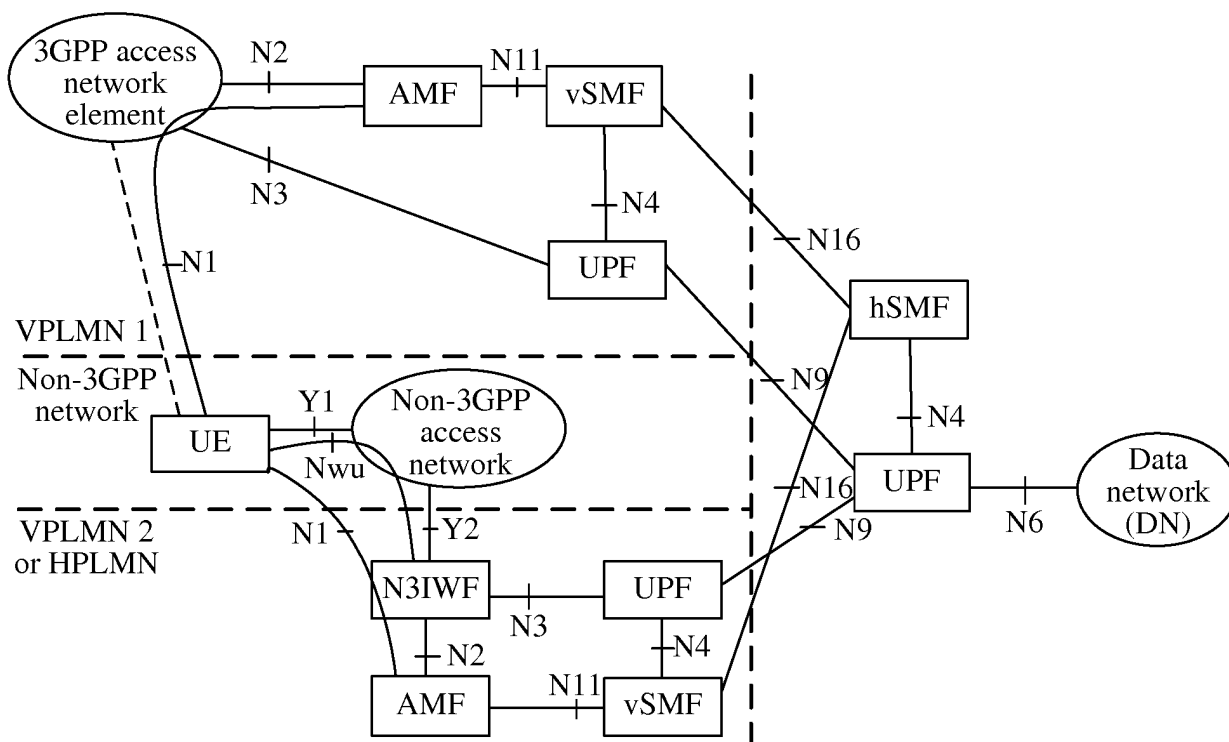 3GPP access
network
element
N2
AMF
N11
vSMF
N3
N4
N16
N1
UPF
hSMF
VPLMN 1
Non-3GPP
network
N9
Y1
Non-3GPP
access
network
UE
Nwu
N4
UPF
N6
Data
network
(DN)
N16
VPLMN 2
or HPLMN
N1
Y2
N9
N3IWF
N3
UPF
N2
N4
AMF
N11
vSMF